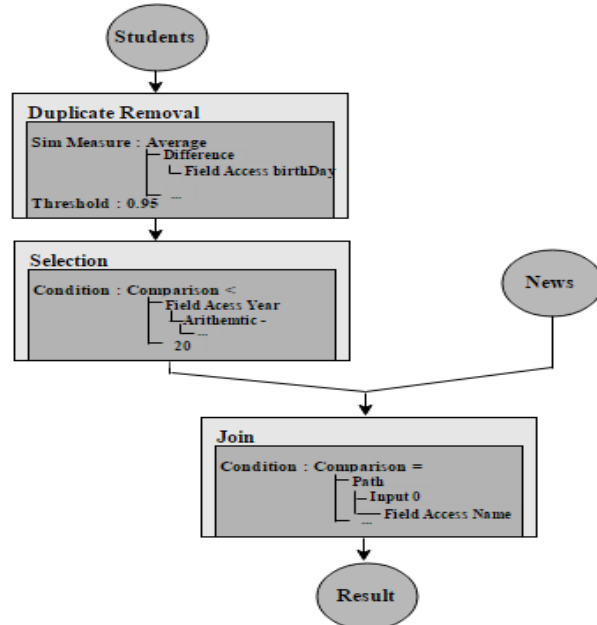 Students
Duplicate Removal
Sim Measure : Average
Difference
Field Access birthDay
...
Threshold : 0.95
Selection
Condition : Comparison <
Field Acess Year
Arithemtic -
...
20
News
Join
Condition : Comparison =
Path
Input 0
Field Access Name
...
Result